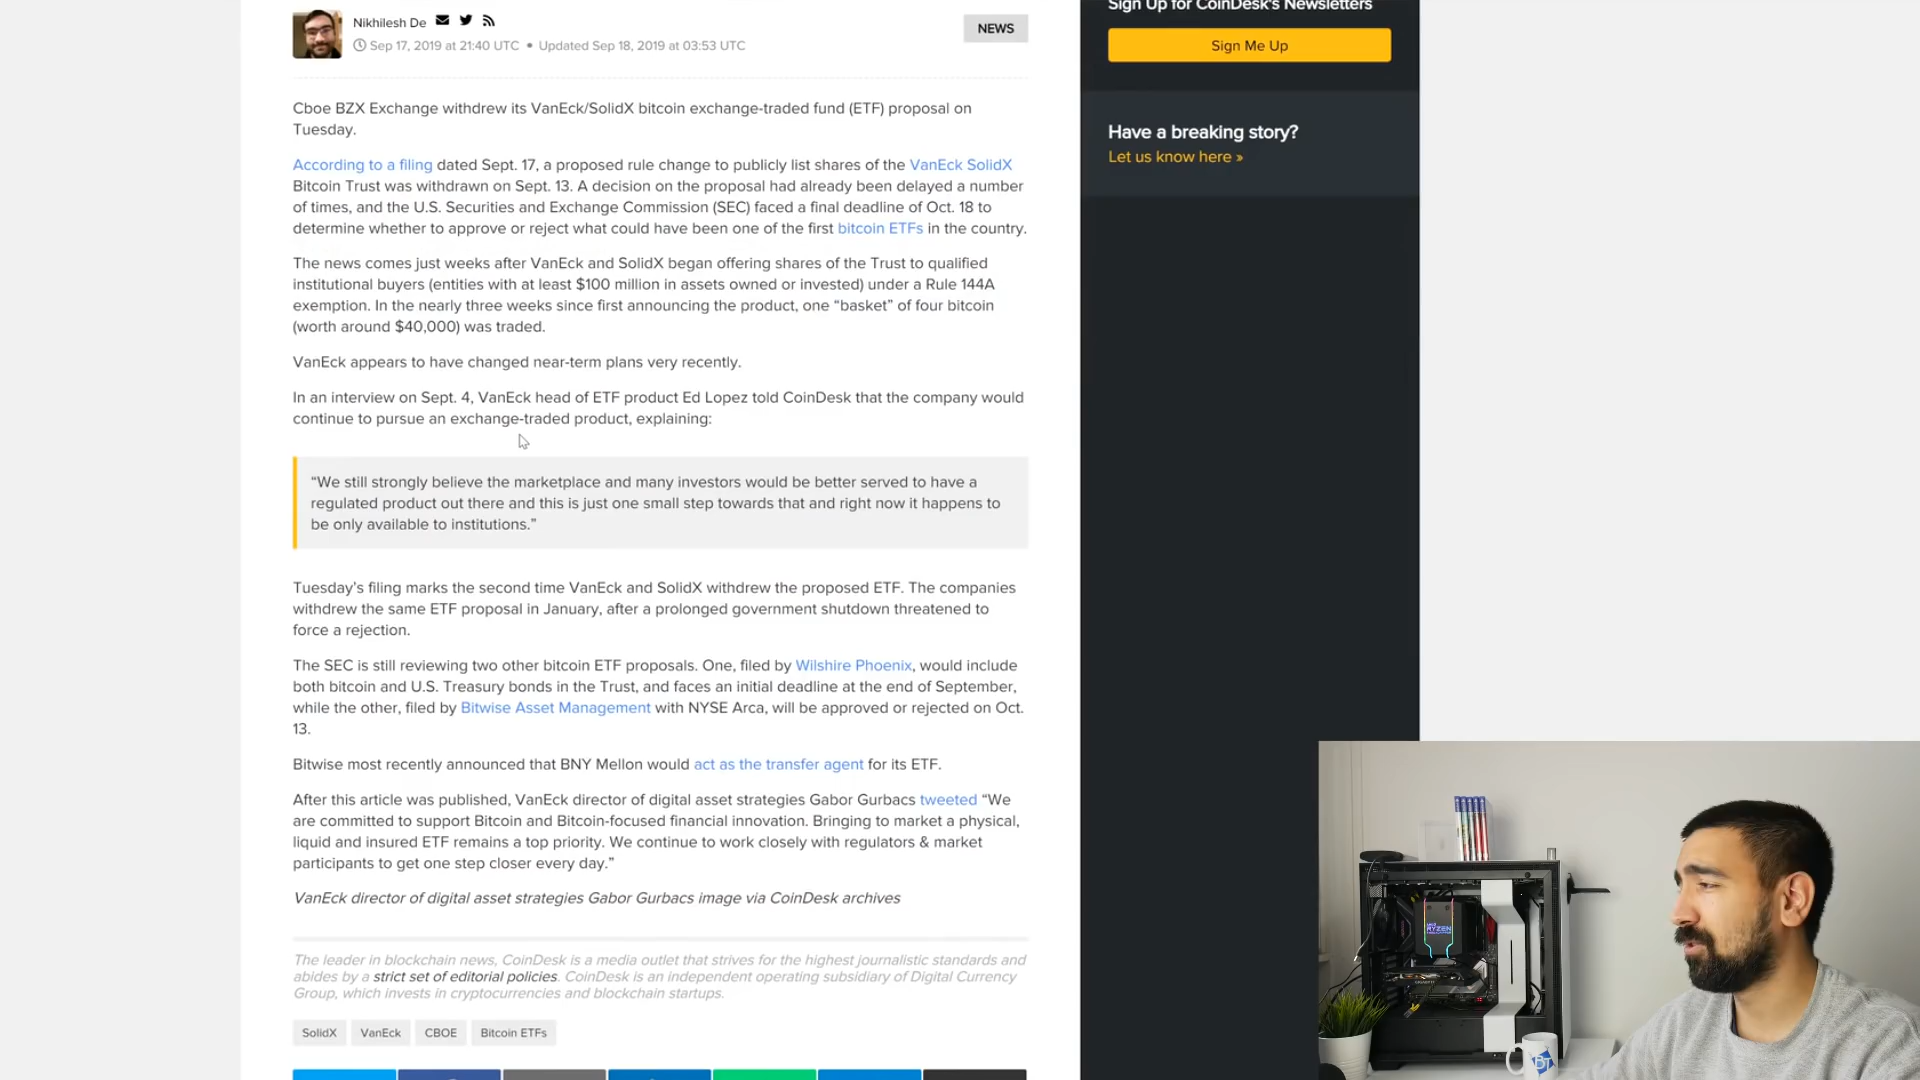 Nikhilesh De
Sep 17, 2019 at 21:40 UTC • Updated Sep 18, 2019 at 03:53 UTC
NEWS
Cboe BZX Exchange withdrew its VanEck/SolidX bitcoin exchange-traded fund (ETF) proposal on
Tuesday.
According to a filing dated Sept. 17, a proposed rule change to publicly list shares of the VanEck SolidX
Bitcoin Trust was withdrawn on Sept. 13. A decision on the proposal had already been delayed a number
of times, and the U.S. Securities and Exchange Commission (SEC) faced a final deadline of Oct. 18 to
determine whether to approve or reject what could have been one of the first bitcoin ETFs in the country.
The news comes just weeks after VanEck and SolidX began offering shares of the Trust to qualified
institutional buyers (entities with at least $100 million in assets owned or invested) under a Rule 144A
exemption. In the nearly three weeks since first announcing the product, one “basket” of four bitcoin
(worth around $40,000) was traded.
VanEck appears to have changed near-term plans very recently.
In an interview on Sept. 4, VanEck head of ETF product Ed Lopez told CoinDesk that the company would
continue to pursue an exchange-traded product, explaining:
“We still strongly believe the marketplace and many investors would be better served to have a
regulated product out there and this is just one small step towards that and right now it happens to
be only available to institutions.”
Tuesday’s filing marks the second time VanEck and SolidX withdrew the proposed ETF. The companies
withdrew the same ETF proposal in January, after a prolonged government shutdown threatened to
force a rejection.
The SEC is still reviewing two other bitcoin ETF proposals. One, filed by Wilshire Phoenix, would include
both bitcoin and U.S. Treasury bonds in the Trust, and faces an initial deadline at the end of September,
while the other, filed by Bitwise Asset Management with NYSE Arca, will be approved or rejected on Oct.
13.
Bitwise most recently announced that BNY Mellon would act as the transfer agent for its ETF.
After this article was published, VanEck director of digital asset strategies Gabor Gurbacs tweeted “We
are committed to support Bitcoin and Bitcoin-focused financial innovation. Bringing to market a physical,
liquid and insured ETF remains a top priority. We continue to work closely with regulators & market
participants to get one step closer every day.”
VanEck director of digital asset strategies Gabor Gurbacs image via CoinDesk archives
The leader in blockchain news, CoinDesk is a media outlet that strives for the highest journalistic standards and
abides by a strict set of editorial policies. CoinDesk is an independent operating subsidiary of Digital Currency
Group, which invests in cryptocurrencies and blockchain startups.
SolidX VanEck CBOE Bitcoin ETFs
Sign Up for CoinDesk's Newsletters
Sign Me Up
Have a breaking story?
Let us know here »
RYZEN